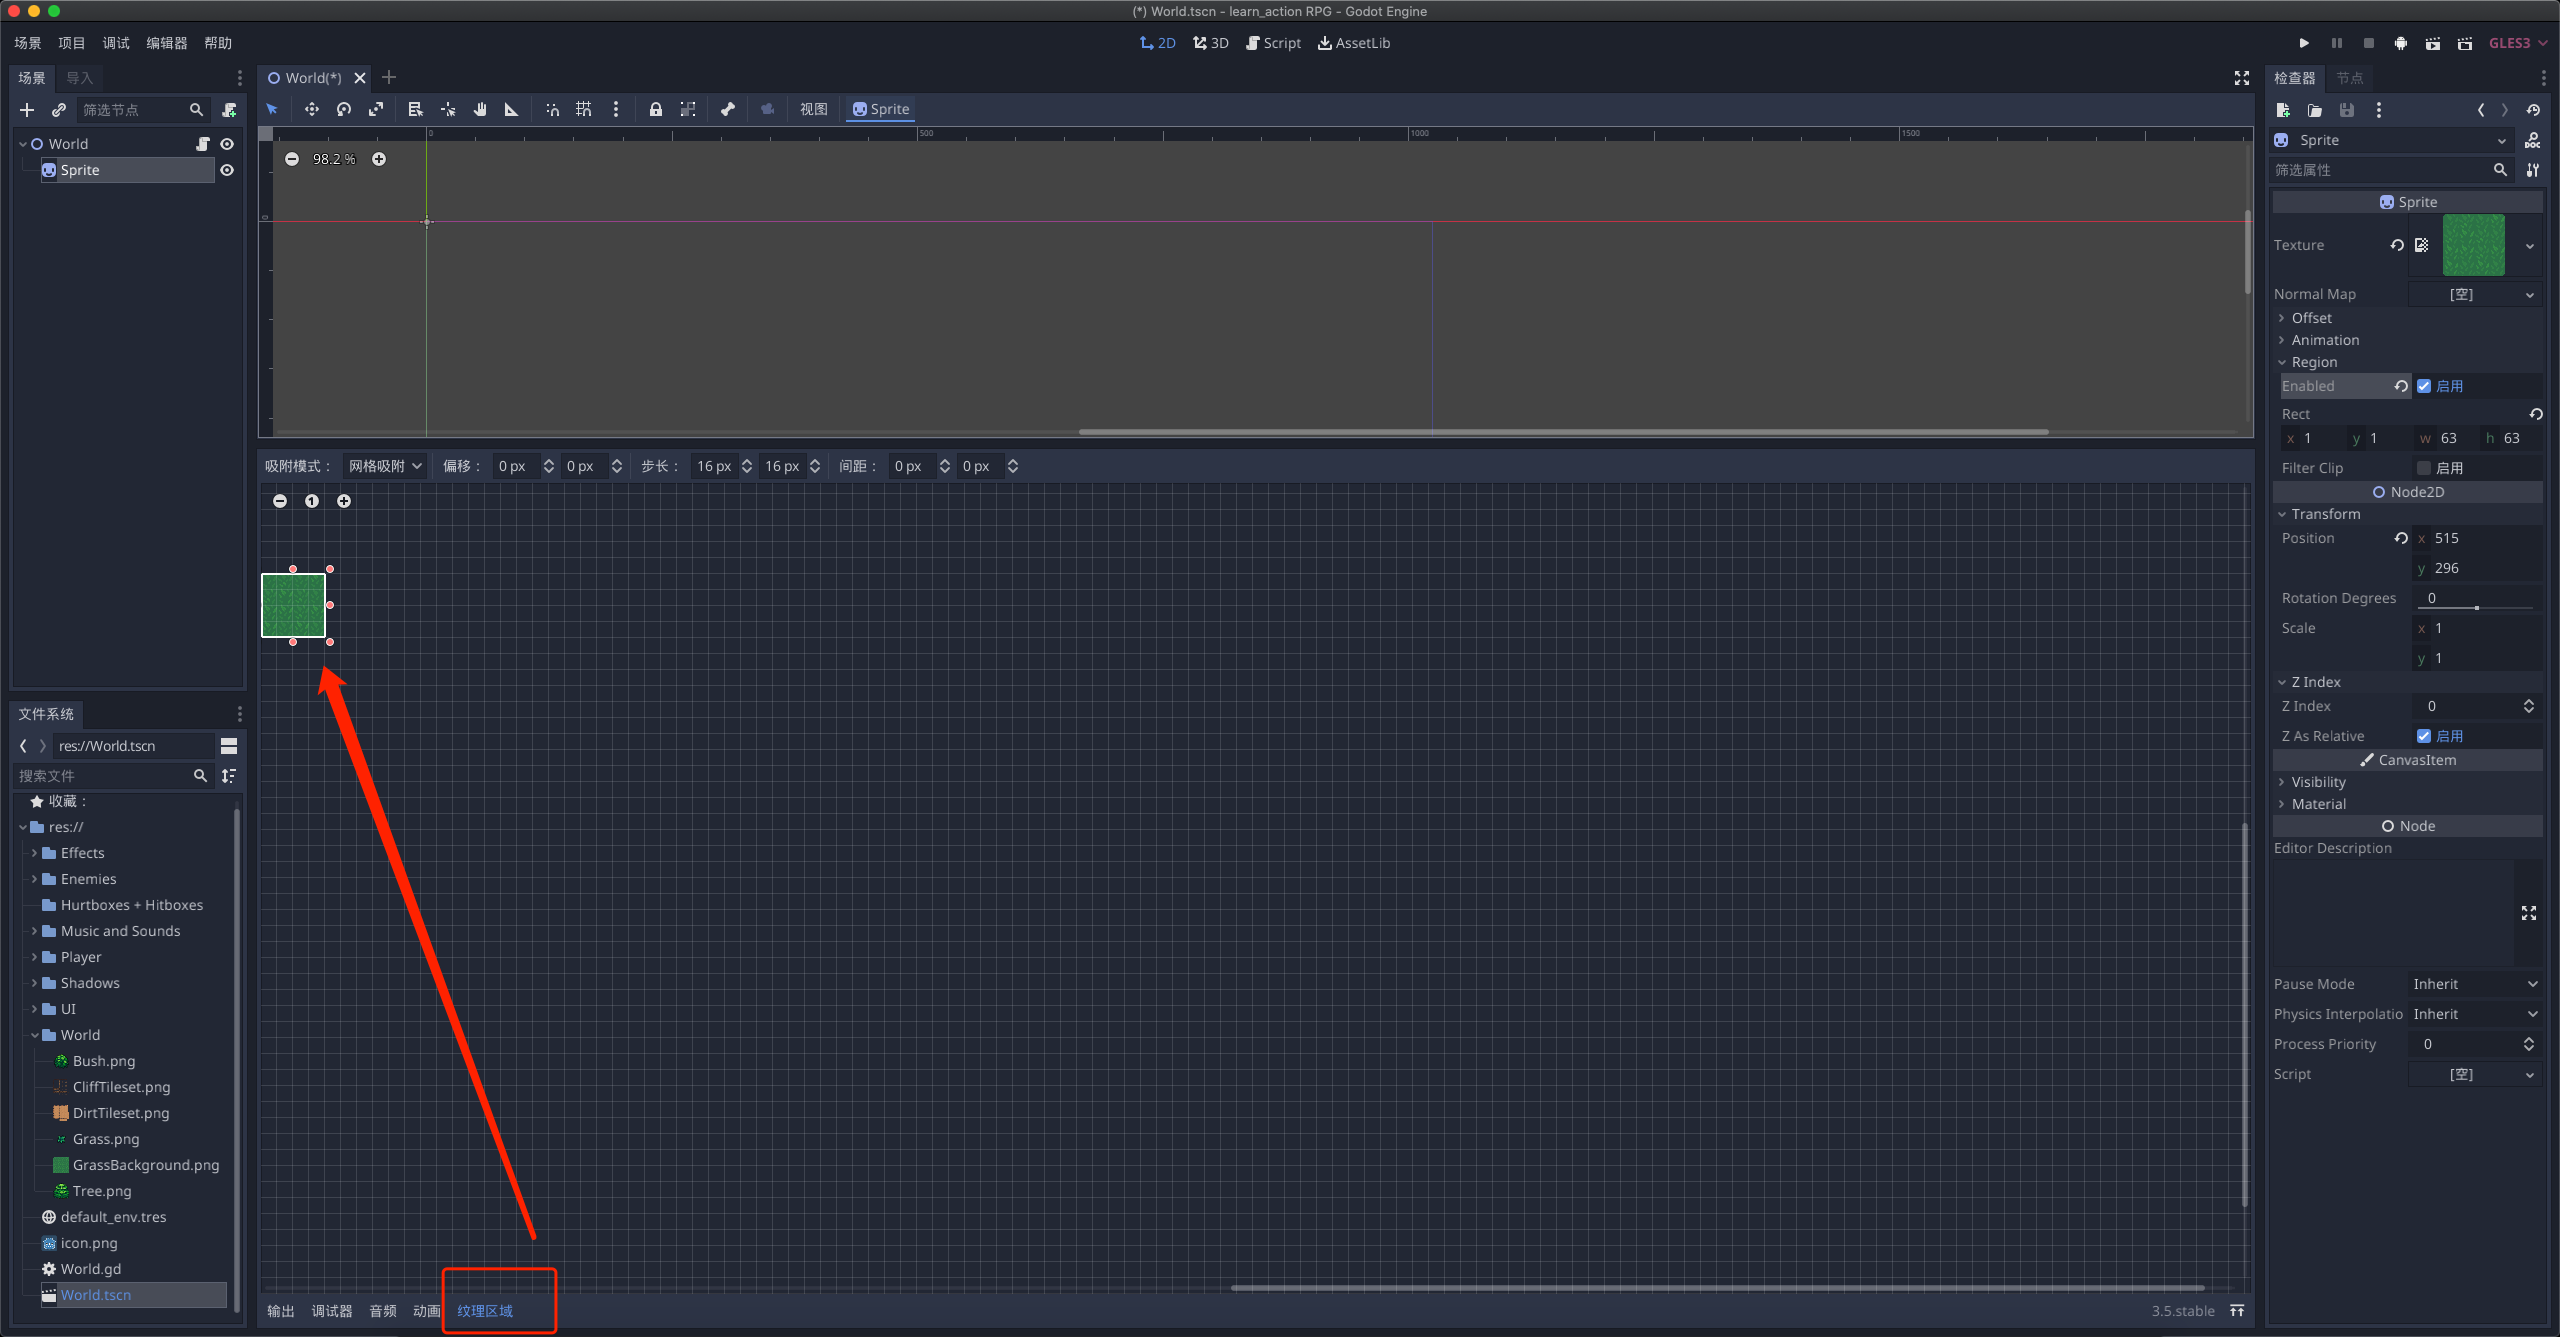 (*) World.tscn - learn_action RPG - Godot Engine
场景 项目 调试 编辑器 帮助
2D 3D Script AssetLib
GLES3
场景 导入
筛选节点
World
Sprite
World(*)
视图 Sprite
0 500 1000 1500
0
98.2 %
吸附模式： 网格吸附 偏移： 0 px 0 px 步长： 16 px 16 px 间距： 0 px 0 px
1
文件系统
res://World.tscn
搜索文件
收藏：
res://
Effects
Enemies
Hurtboxes + Hitboxes
Music and Sounds
Player
Shadows
UI
World
Bush.png
CliffTileset.png
DirtTileset.png
Grass.png
GrassBackground.png
Tree.png
default_env.tres
icon.png
World.gd
World.tscn
输出 调试器 音频 动画 纹理区域
3.5.stable
检查器 节点
Sprite
DOC
筛选属性
Sprite
Texture
Normal Map [空]
Offset
Animation
Region
Enabled 启用
Rect
x 1 y 1 w 63 h 63
Filter Clip 启用
Node2D
Transform
Position x 515
y 296
Rotation Degrees 0
Scale x 1
y 1
Z Index
Z Index 0
Z As Relative 启用
CanvasItem
Visibility
Material
Node
Editor Description
Pause Mode Inherit
Physics Interpolatio Inherit
Process Priority 0
Script [空]